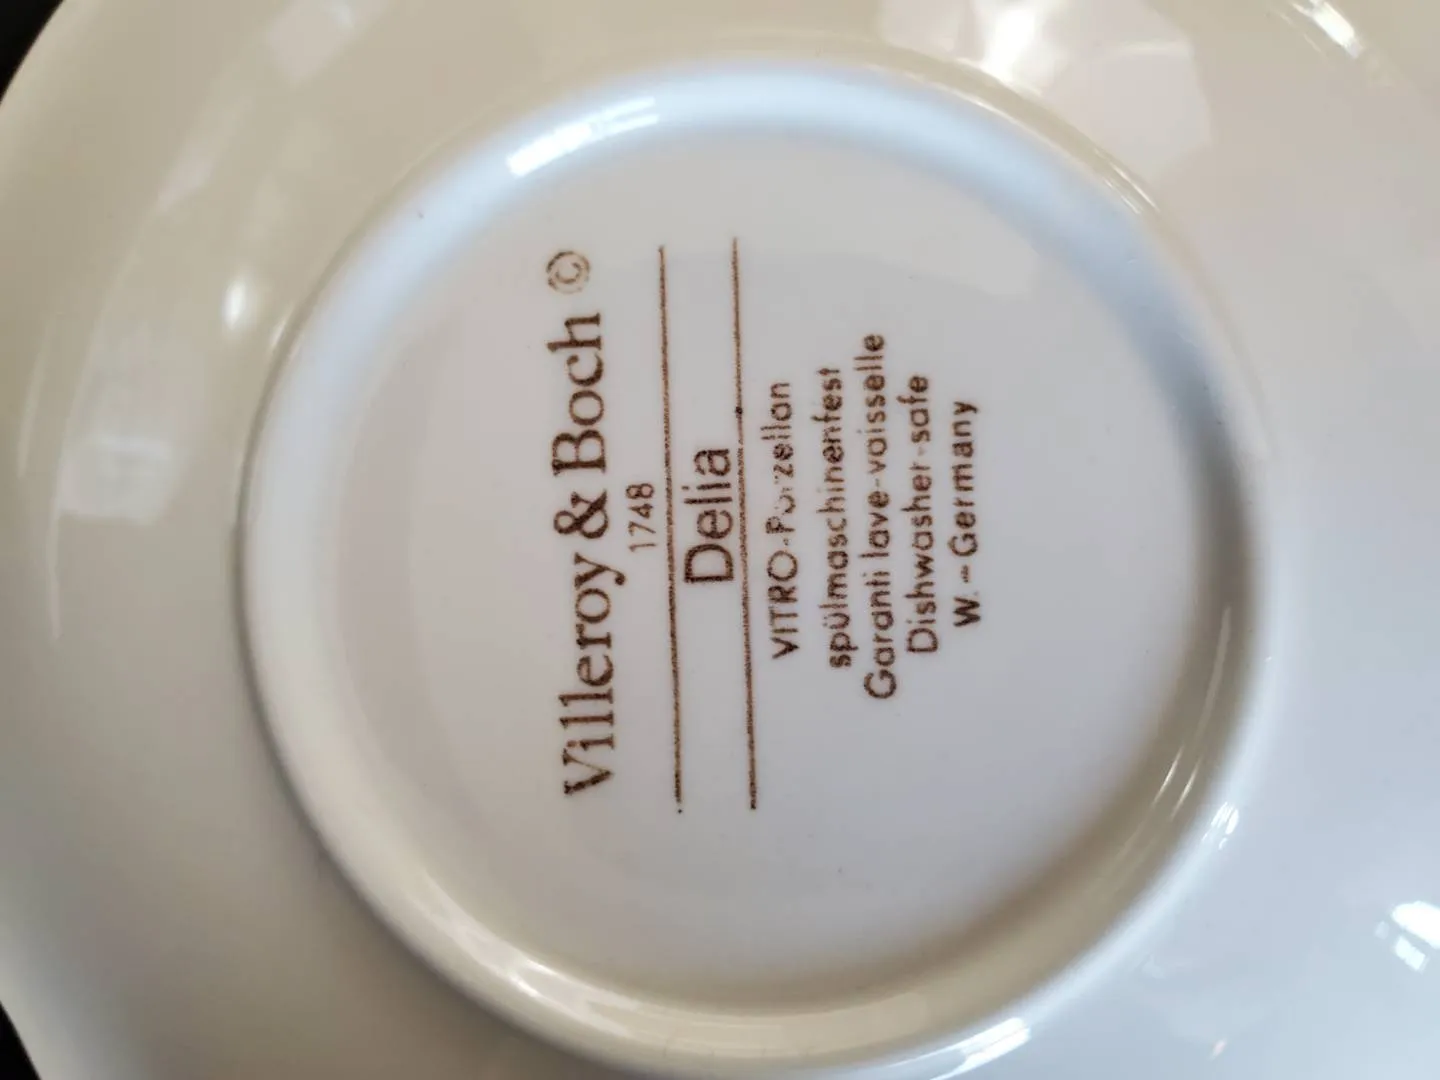 Villeroy & Boch ©
1748
Delia
VITRO-Porzellan
spülmaschinenfest
Garanti lave-vaisselle
Dishwasher-safe
W.-Germany